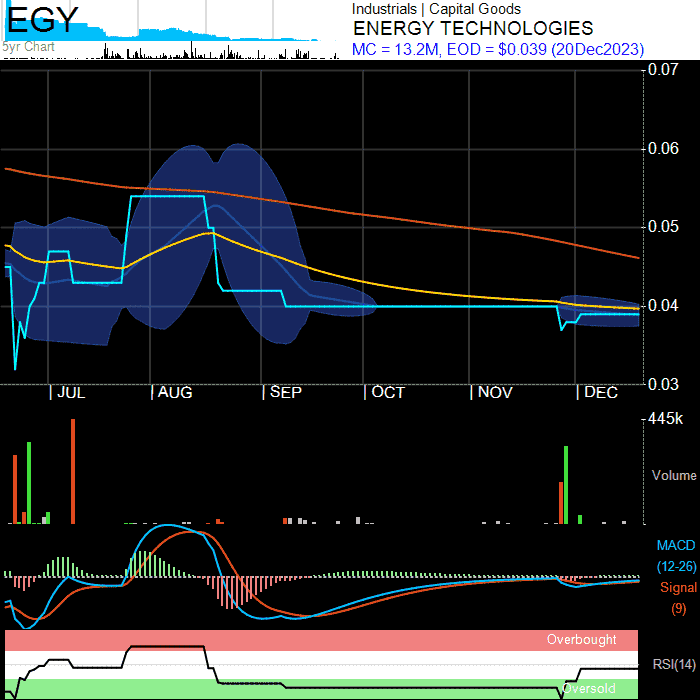 EGY
5yr Chart
Industrials | Capital Goods
ENERGY TECHNOLOGIES
MC = 13.2M, EOD = $0.039 (20Dec2023)
0.07
0.06
0.05
0.04
0.03
JUL AUG SEP OCT NOV DEC
445k
Volume
MACD
(12-26)
Signal
(9)
Overbought
RSI(14)
Oversold